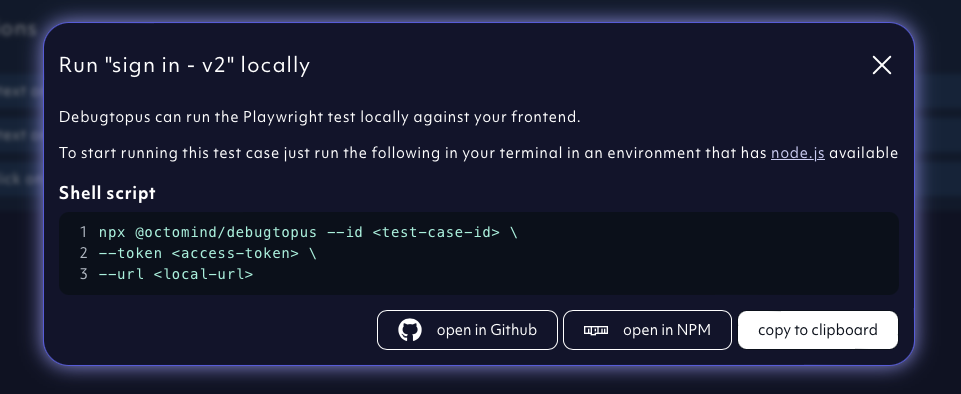 ions
Run "sign in - v2" locally
Debugtopus can run the Playwright test locally against your frontend.
To start running this test case just run the following in your terminal in an environment that has node.js available
Shell script
1 npx @octomind/debugtopus --id <test-case-id> \
2 --token <access-token> \
3 --url <local-url>
open in Github
open in NPM
copy to clipboard